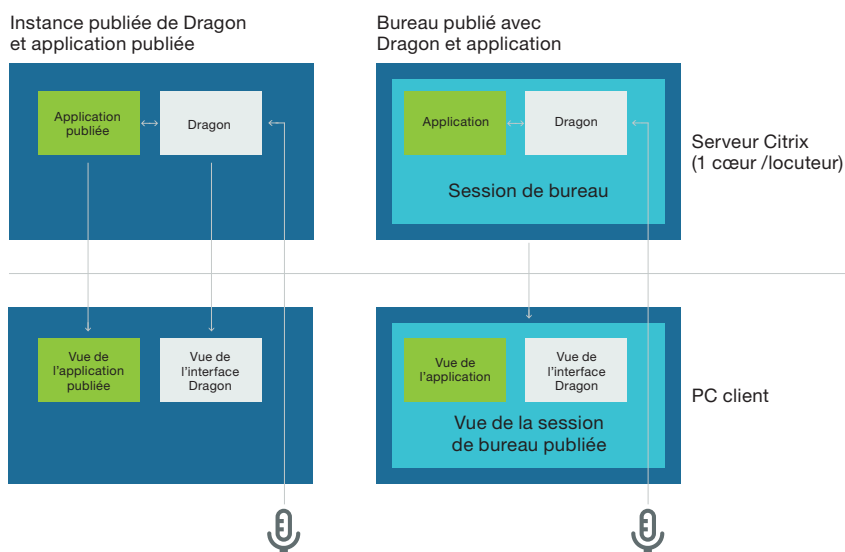 Instance publiée de Dragon
et application publiée
Bureau publié avec
Dragon et application
Application
publiée
Dragon
Application
Dragon
Session de bureau
Serveur Citrix
(1 cœur /locuteur)
Vue de
l’application
publiée
Vue de
l’interface
Dragon
Vue de
l’application
Vue de
l’interface
Dragon
Vue de la session
de bureau publiée
PC client